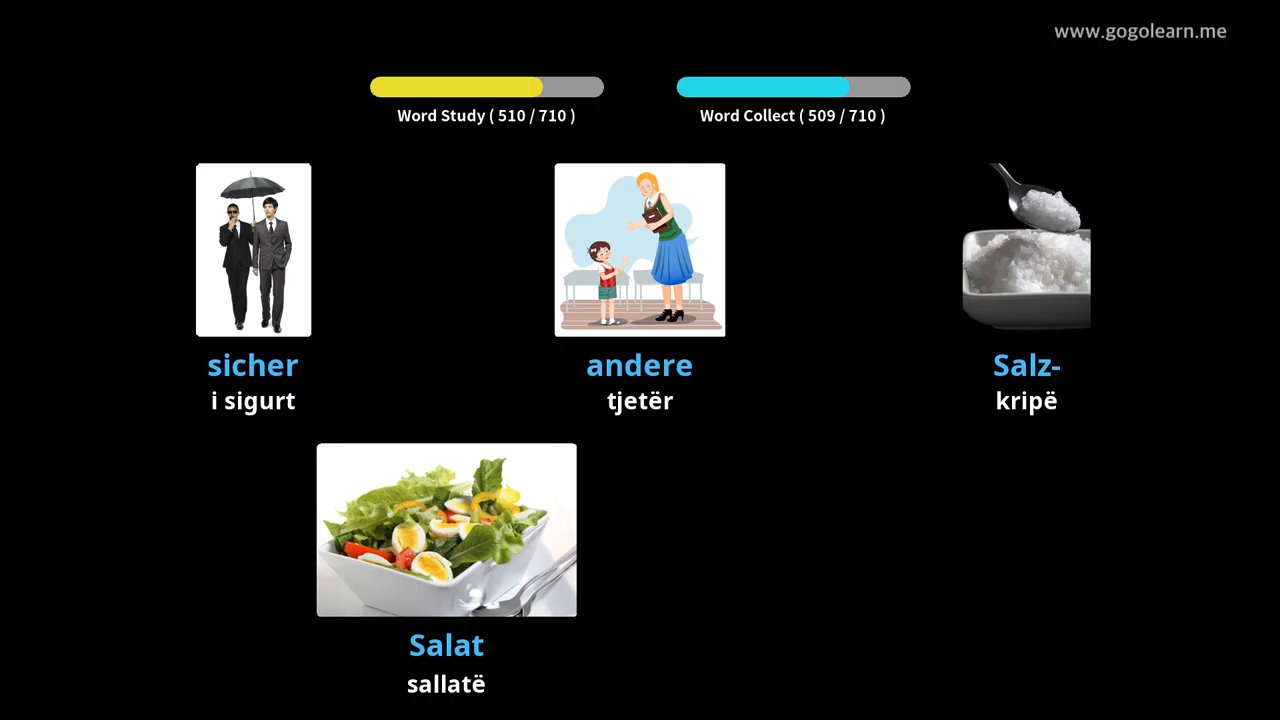 www.gogolearn.me
Word Study ( 510 / 710 )
Word Collect ( 509 / 710 )
sicher
i sigurt
andere
tjetër
Salz-
kripë
Salat
sallatë